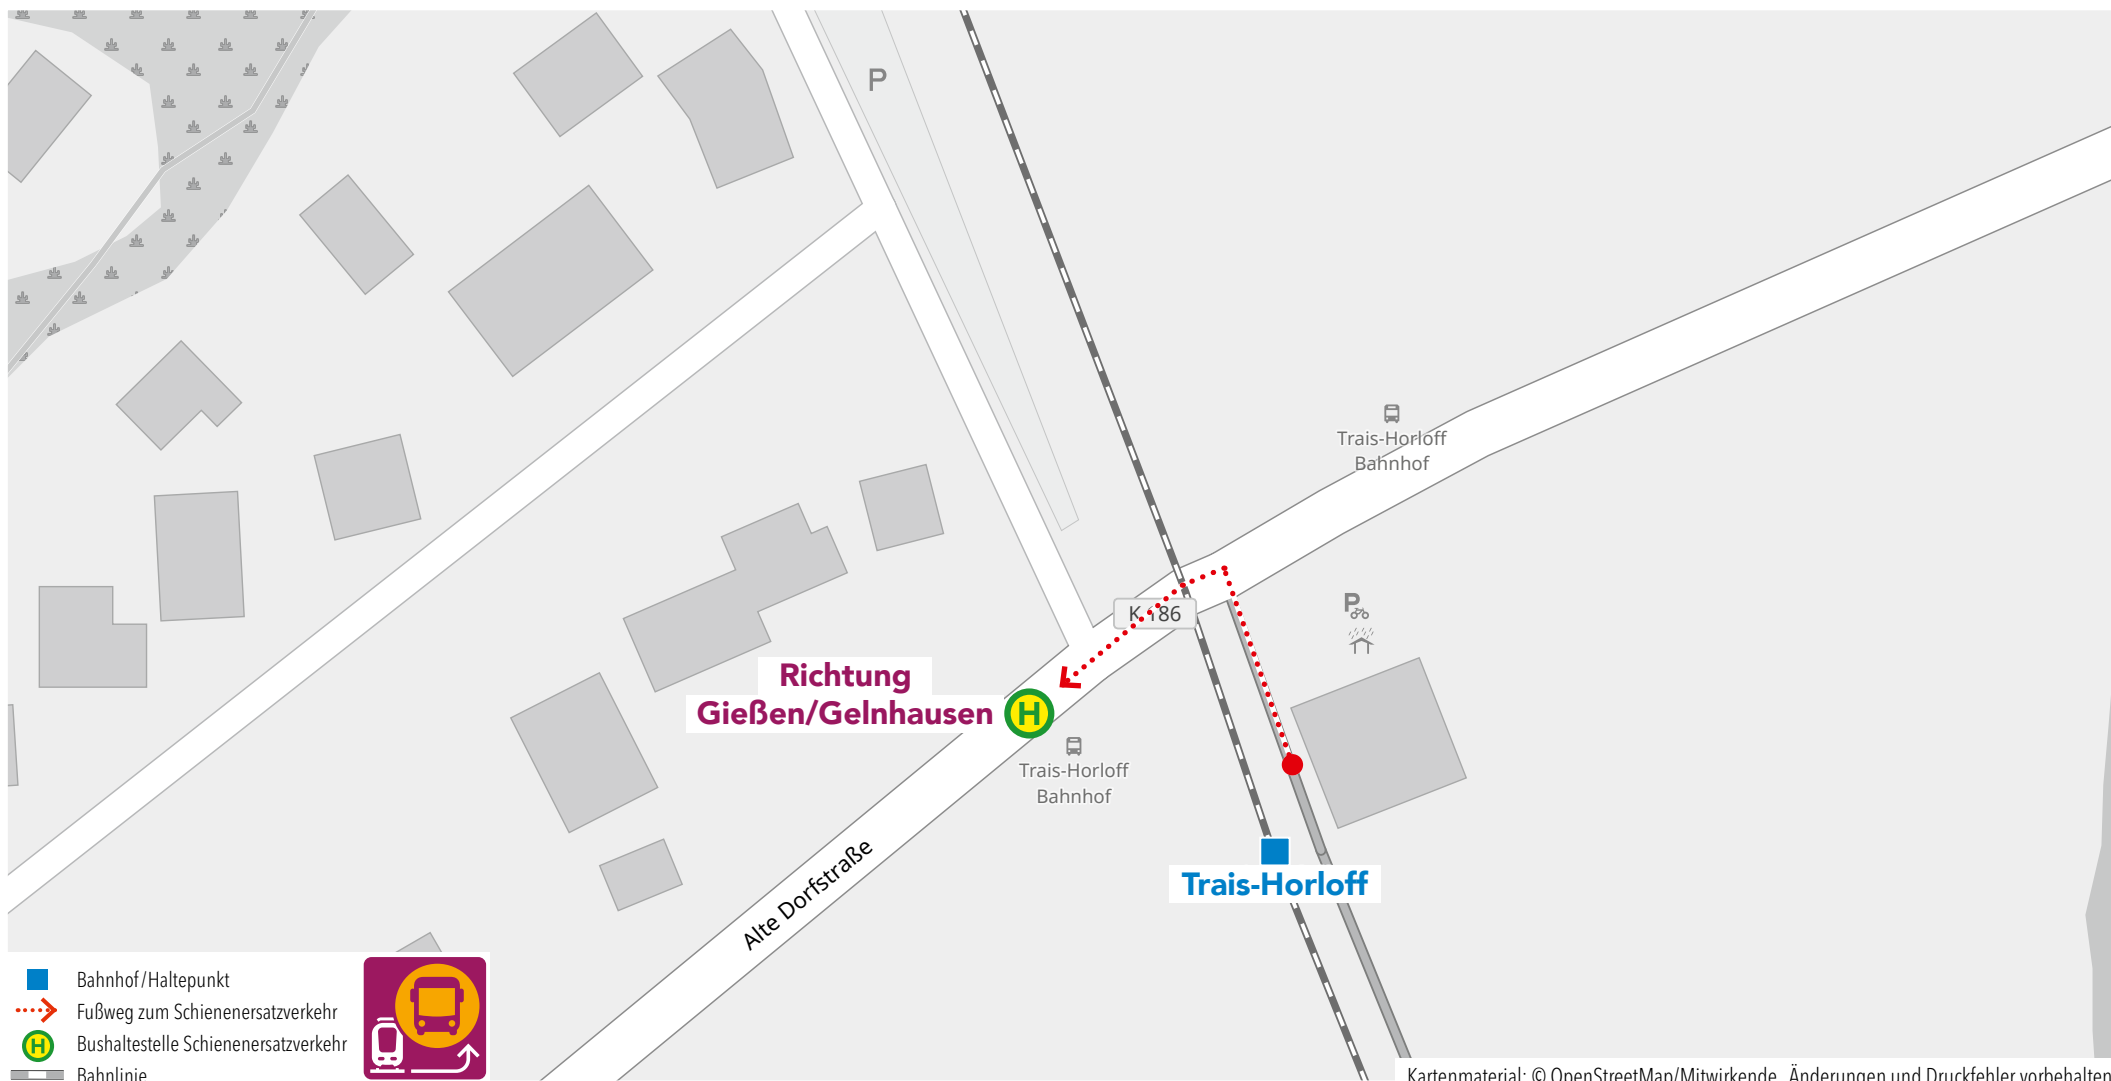 P
Trais-Horloff
Bahnhof
K 186
P
Richtung
Gießen/Gelnhausen
H
Trais-Horloff
Bahnhof
Alte Dorfstraße
Trais-Horloff
Bahnhof/Haltepunkt
Fußweg zum Schienenersatzverkehr
H Bushaltestelle Schienenersatzverkehr
Bahnlinie
Kartenmaterial: © OpenStreetMap/Mitwirkende. Änderungen und Druckfehler vorbehalten